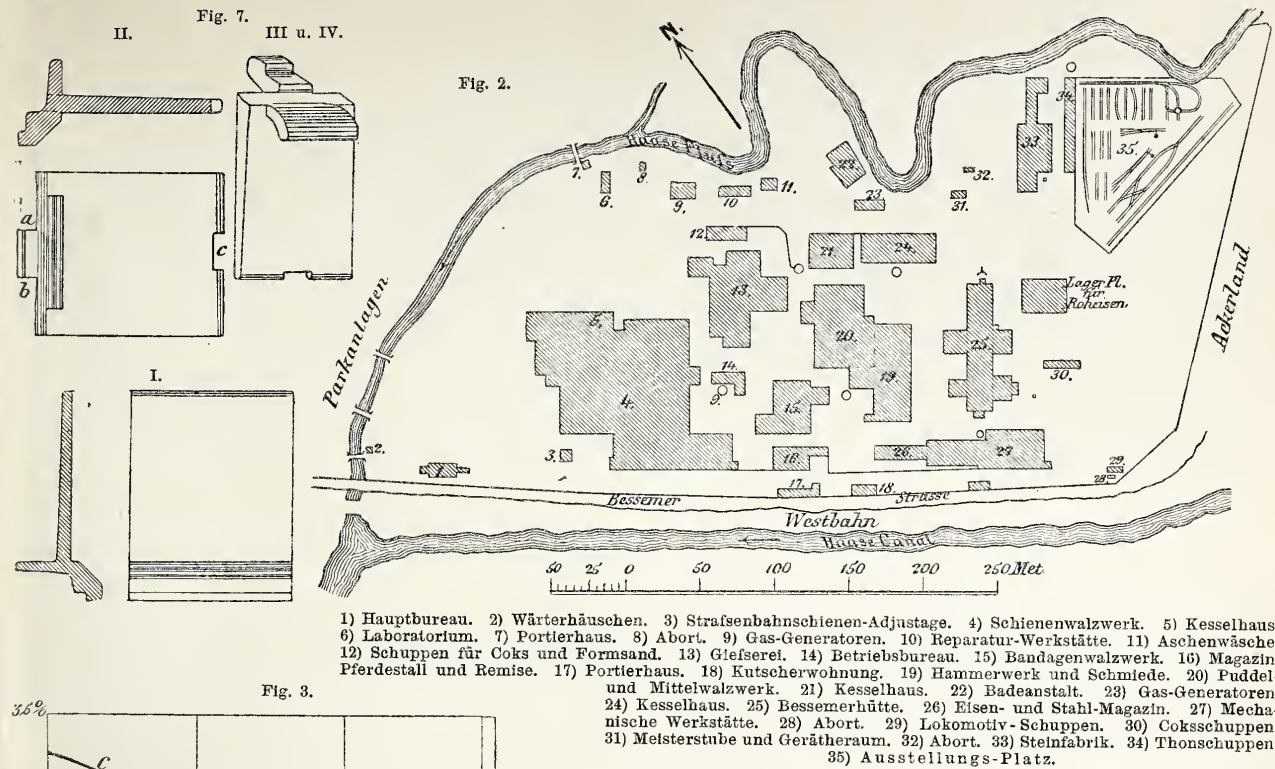 Fig. 7.
II.
III u. IV.
a
b
c
I.
Fig. 2.
N.
Haase Fluss
Parkanlagen
Ackerland
7.
8.
6.
9.
10
11.
22
23
32.
31.
33
34
35.
12.
13.
21.
24.
Lager Pl.
für
Roheisen.
5.
4.
14.
9.
15.
20.
19.
25.
30.
3.
16.
26.
27.
2.
1.
17.
18.
29
28
Bessemer Strasse
Westbahn
Haase Canal
50 25 0 50 100 150 200 250 Met.
1) Hauptbureau. 2) Wärterhäuschen. 3) Strafsenbahnschienen-Adjustage. 4) Schienenwalzwerk. 5) Kesselhaus
6) Laboratorium. 7) Portierhaus. 8) Abort. 9) Gas-Generatoren. 10) Reparatur-Werkstätte. 11) Aschenwäsche
12) Schuppen für Coks und Formsand. 13) Giefserei. 14) Betriebsbureau. 15) Bandagenwalzwerk. 16) Magazin
Pferdestall und Remise. 17) Portierhaus. 18) Kutscherwohnung. 19) Hammerwerk und Schmiede. 20) Puddel-
und Mittelwalzwerk. 21) Kesselhaus. 22) Badeanstalt. 23) Gas-Generatoren
24) Kesselhaus. 25) Bessemerhütte. 26) Eisen- und Stahl-Magazin. 27) Mecha-
nische Werkstätte. 28) Abort. 29) Lokomotiv-Schuppen. 30) Coksschuppen
31) Meisterstube und Gerätheraum. 32) Abort. 33) Steinfabrik. 34) Thonschuppen
35) Ausstellungs-Platz.
Fig. 3.
3.5%
C